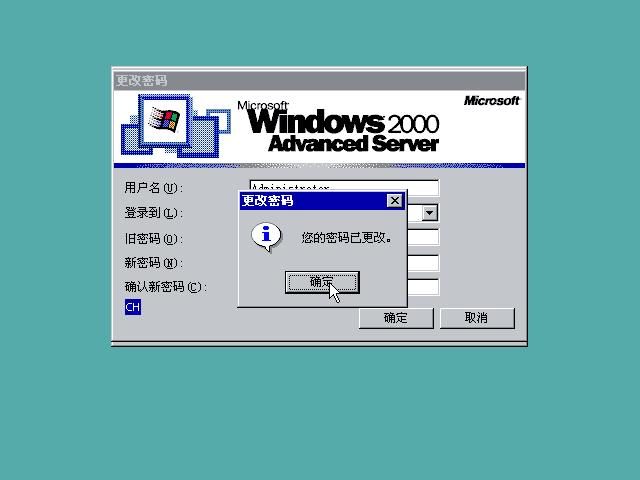 更改密码
Microsoft
Microsoft
Windows 2000
Advanced Server
用户名(U):
Administrator
登录到(L):
旧密码(O):
新密码(N):
确认新密码(C):
CH
确定
取消
更改密码
您的密码已更改。
确定